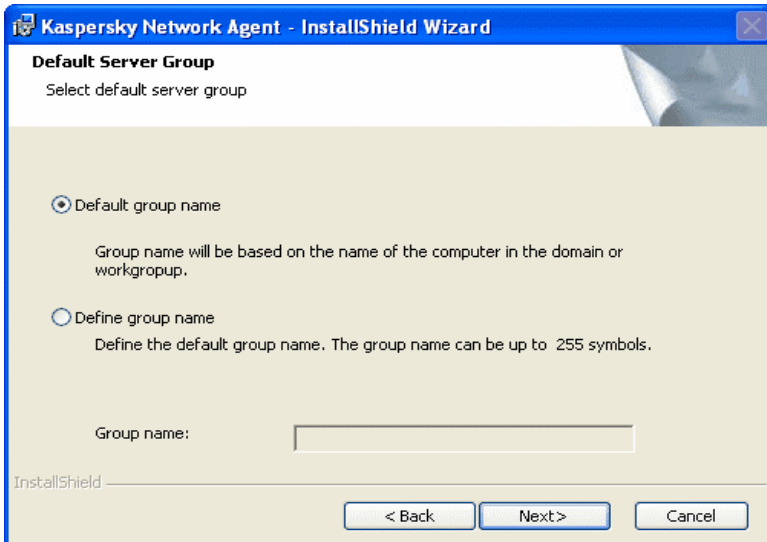 Kaspersky Network Agent - InstallShield Wizard
Default Server Group
Select default server group
Default group name
Group name will be based on the name of the computer in the domain or
workgropup.
Define group name
Define the default group name. The group name can be up to  255 symbols.
Group name:
InstallShield
< Back
Next>
Cancel